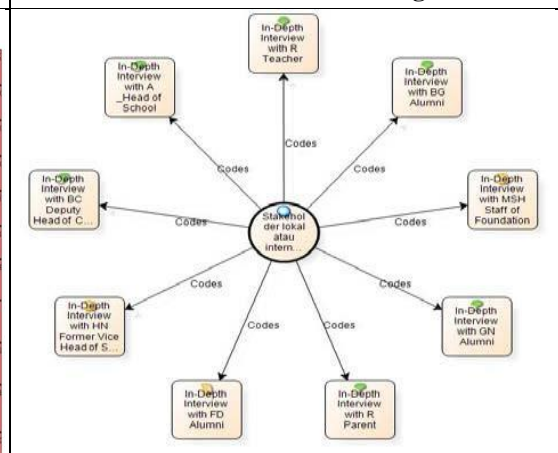 In-Depth
Interview
with R
Teacher
In-Depth
Interview
with A
_Head of
School
In-Depth
Interview
with BG
Alumni
Codes
Codes
Codes
In-Depth
Interview
with BC
Deputy
Head of C...
In-Depth
Interview
with MSH
Staff of
Foundation
Codes
Codes
Stakehol
der lokal
atau
intern...
Codes
Codes
In-Depth
Interview
with HN
Former Vice
Head of S...
In-Depth
Interview
with GN
Alumni
Codes
Codes
In-Depth
Interview
with FD
Alumni
In-Depth
Interview
with R
Parent